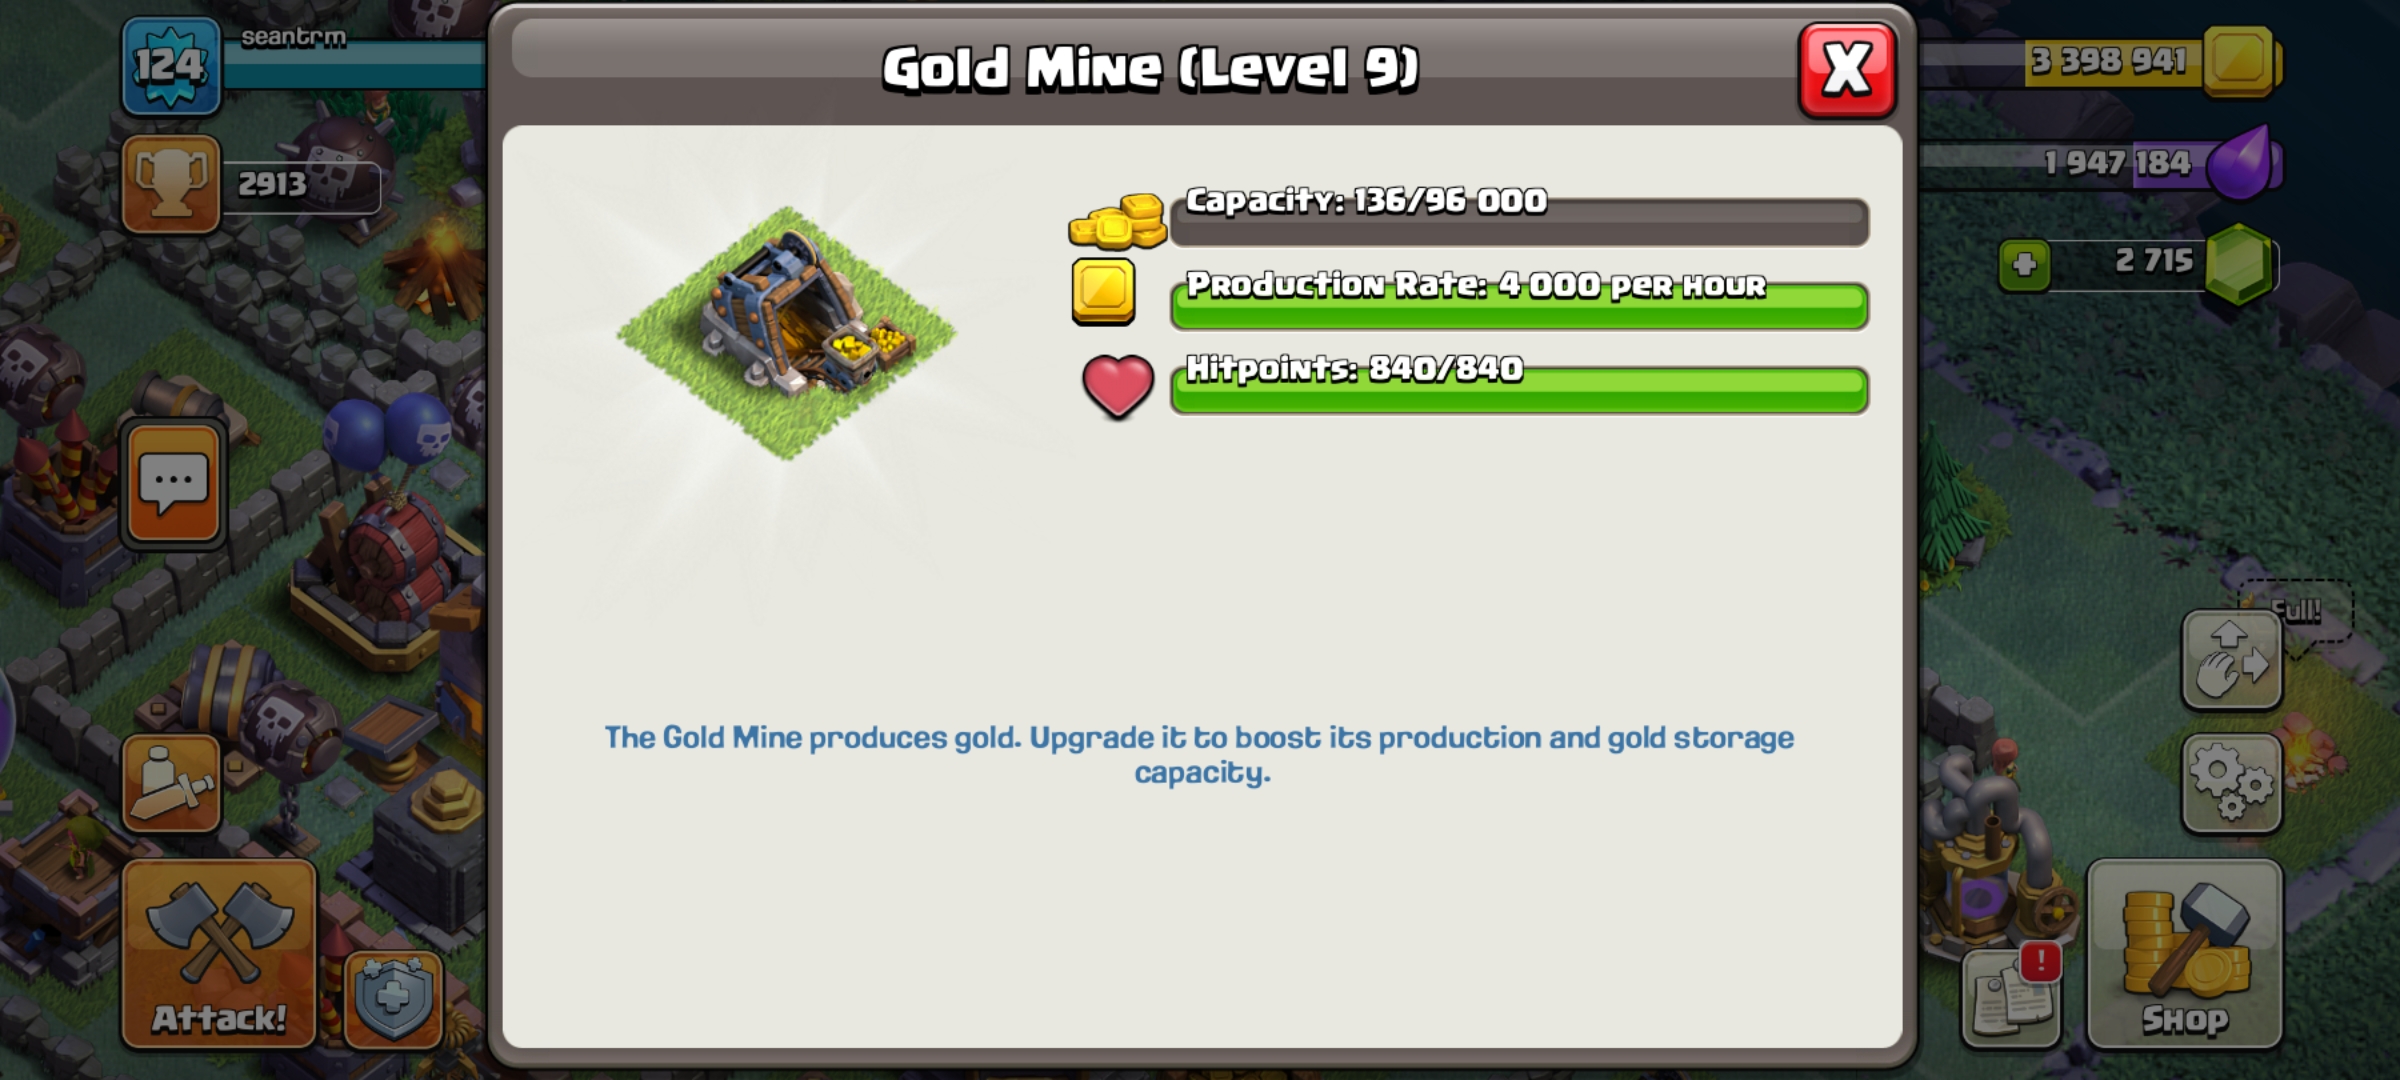 124
seantrm
Gold Mine (Level 9)
X
3 398 941
2913
Capacity: 136/96 000
1 947 184
Production Rate: 4 000 per hour
2 715
Hitpoints: 840/840
Full!
The Gold Mine produces gold. Upgrade it to boost its production and gold storage
capacity.
!
Attack!
Shop